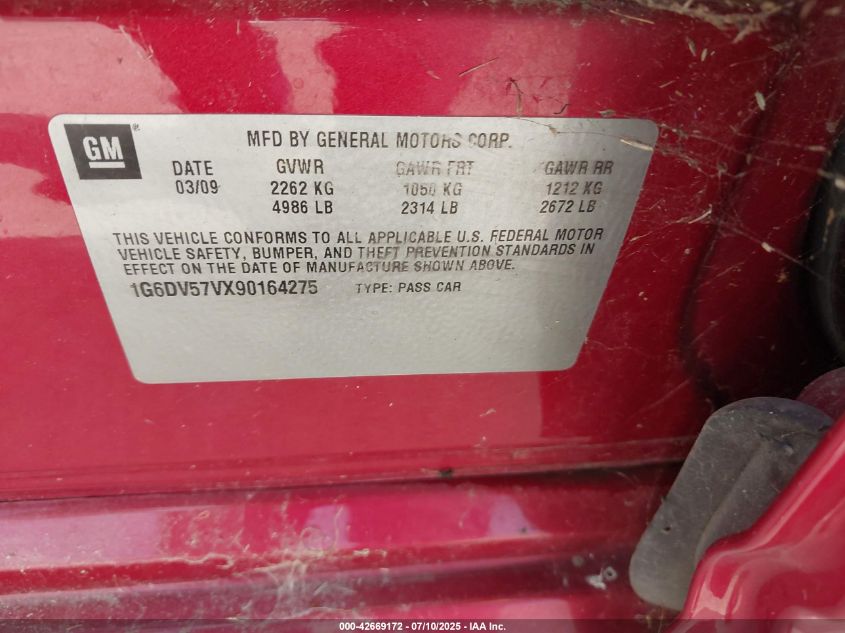 GM ®
MFD BY GENERAL MOTORS CORP.
DATE GVWR GAWR FRT GAWR RR
03/09 2262 KG 1050 KG 1212 KG
4986 LB 2314 LB 2672 LB
THIS VEHICLE CONFORMS TO ALL APPLICABLE U.S. FEDERAL MOTOR
VEHICLE SAFETY, BUMPER, AND THEFT PREVENTION STANDARDS IN
EFFECT ON THE DATE OF MANUFACTURE SHOWN ABOVE.
1G6DV57VX90164275 TYPE: PASS CAR
000-42669172 - 07/10/2025 - IAA Inc.